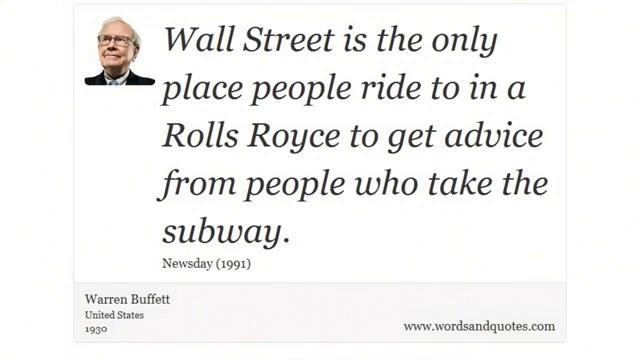 Wall Street is the only
place people ride to in a
Rolls Royce to get advice
from people who take the
subway.
Newsday (1991)
Warren Buffett
United States
1930
www.wordsandquotes.com